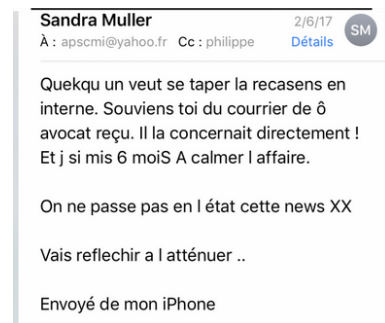 Sandra Muller 2/6/17 SM
À : apscmi@yahoo.fr Cc : philippe Détails
Quekqu un veut se taper la recasens en
interne. Souviens toi du courrier de ô
avocat reçu. Il la concernait directement !
Et j si mis 6 moiS A calmer l affaire.
On ne passe pas en l état cette news XX
Vais reflechir a l atténuer ..
Envoyé de mon iPhone